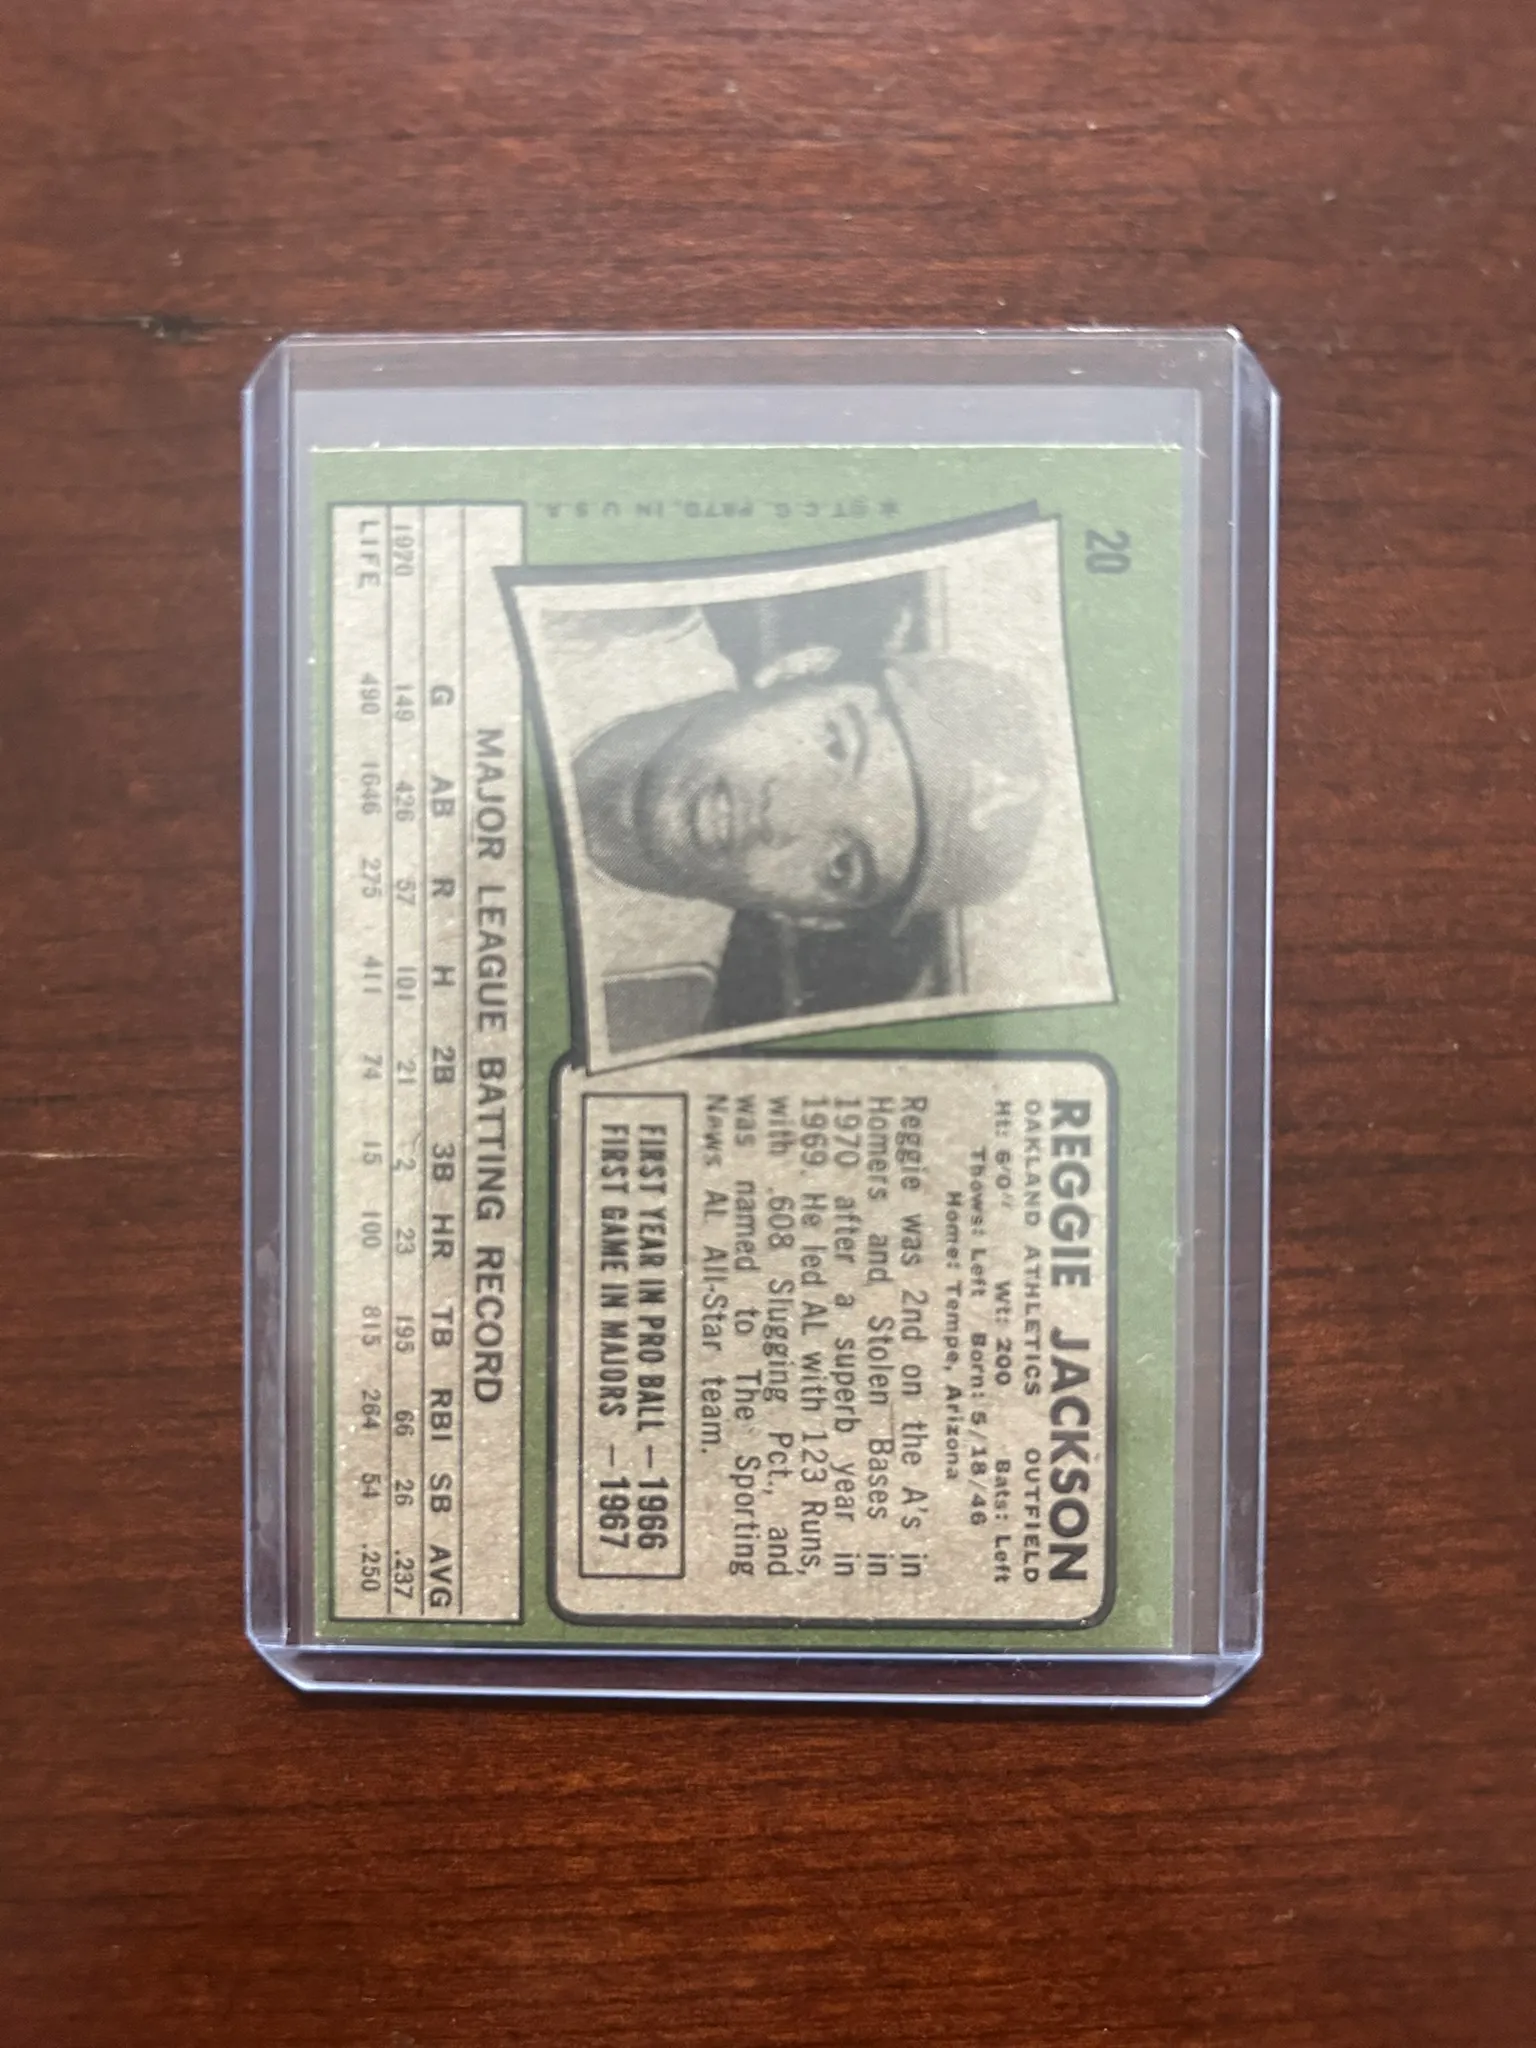 20
*©T.C.G. PRTD. IN U.S.A.
REGGIE JACKSON
OAKLAND ATHLETICS OUTFIELD
Ht: 6'0" Wt: 200 Bats: Left
Thows: Left Born: 5/18/46
Home: Tempe, Arizona
Reggie was 2nd on the A's in
Homers and Stolen Bases in
1970 after a superb year in
1969. He led AL with 123 Runs,
with .608 Slugging Pct., and
was named to The Sporting
News AL All-Star team.
FIRST YEAR IN PRO BALL—1966
FIRST GAME IN MAJORS —1967
MAJOR LEAGUE BATTING RECORD
G AB R H 2B 3B HR TB RBI SB AVG
1970 149 426 57 101 21 2 23 195 66 26 .237
LIFE 490 1646 275 411 74 15 100 815 264 54 .250